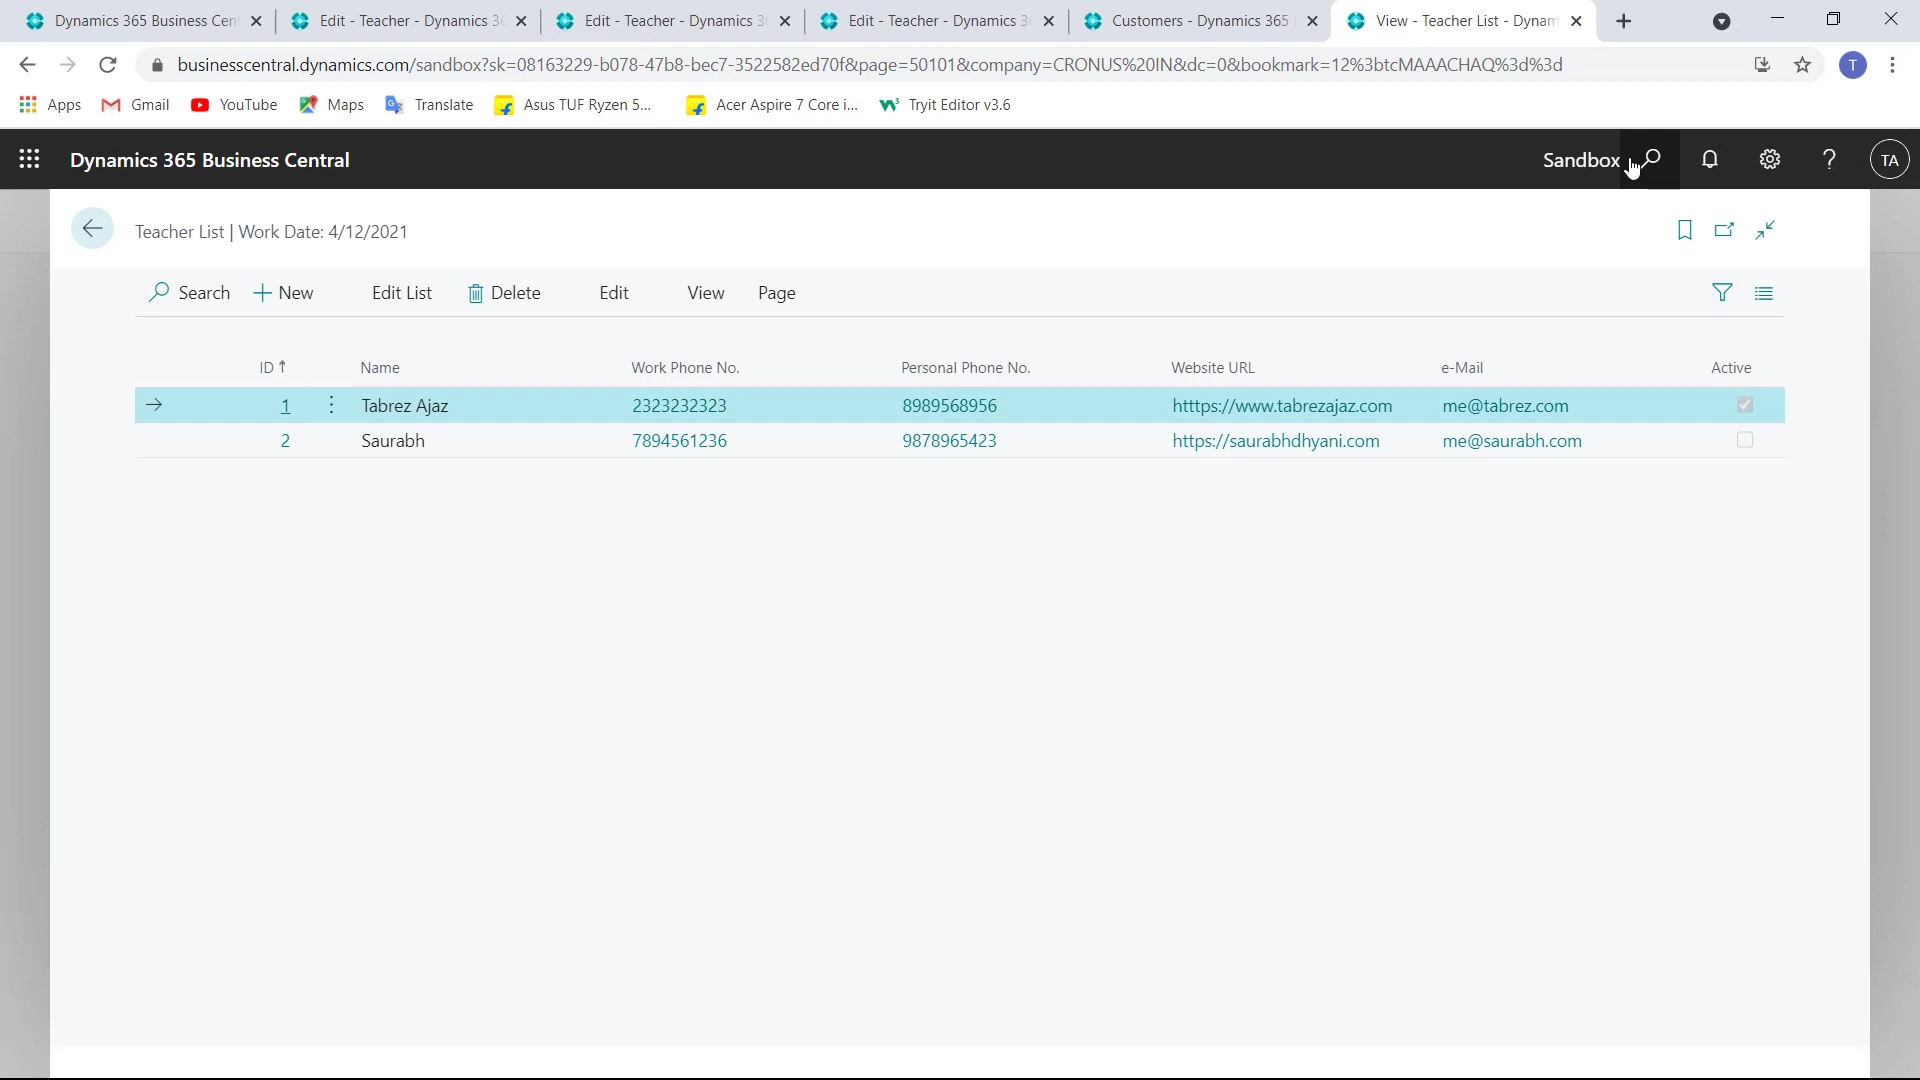 Dynamics 365 Business Cen
Edit - Teacher - Dynamics 3
Edit - Teacher - Dynamics 3
Edit - Teacher - Dynamics 3
Customers - Dynamics 365
View - Teacher List - Dynam
businesscentral.dynamics.com/sandbox?sk=08163229-b078-47b8-bec7-3522582ed70f&page=50101&company=CRONUS%20IN&dc=0&bookmark=12%3btcMAAACHAQ%3d%3d
T
Apps Gmail YouTube Maps Translate Asus TUF Ryzen 5... Acer Aspire 7 Core i... Tryit Editor v3.6
Dynamics 365 Business Central Sandbox ? TA
Teacher List | Work Date: 4/12/2021
Search + New Edit List Delete Edit View Page
ID↑ Name Work Phone No. Personal Phone No. Website URL e-Mail Active
1 Tabrez Ajaz 2323232323 8989568956 htttps://www.tabrezajaz.com me@tabrez.com
2 Saurabh 7894561236 9878965423 https://saurabhdhyani.com me@saurabh.com